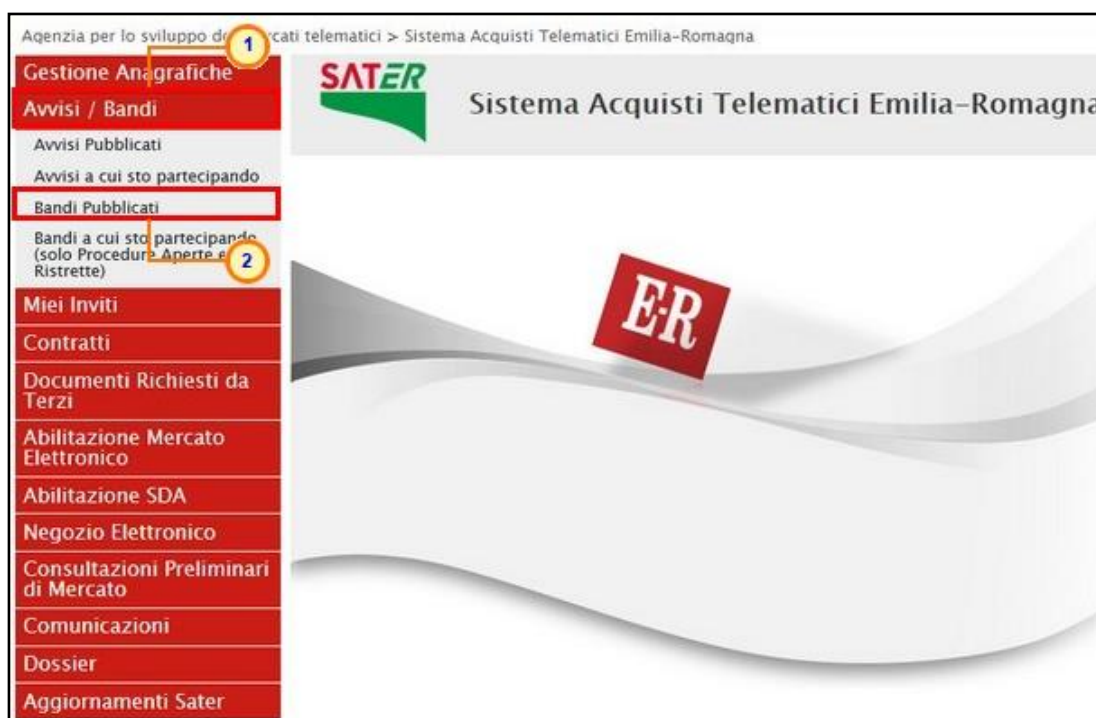 Agenzia per lo sviluppo de cati telematici > Sistema Acquisti Telematici Emilia-Romagna
1
Gestione Anagrafiche
Avvisi / Bandi
Avvisi Pubblicati
Avvisi a cui sto partecipando
Bandi Pubblicati
Bandi a cui sto partecipando
(solo Procedure Aperte e
Ristrette)
2
Miei Inviti
Contratti
Documenti Richiesti da
Terzi
Abilitazione Mercato
Elettronico
Abilitazione SDA
Negozio Elettronico
Consultazioni Preliminari
di Mercato
Comunicazioni
Dossier
Aggiornamenti Sater
SATER
Sistema Acquisti Telematici Emilia-Romagna
E-R